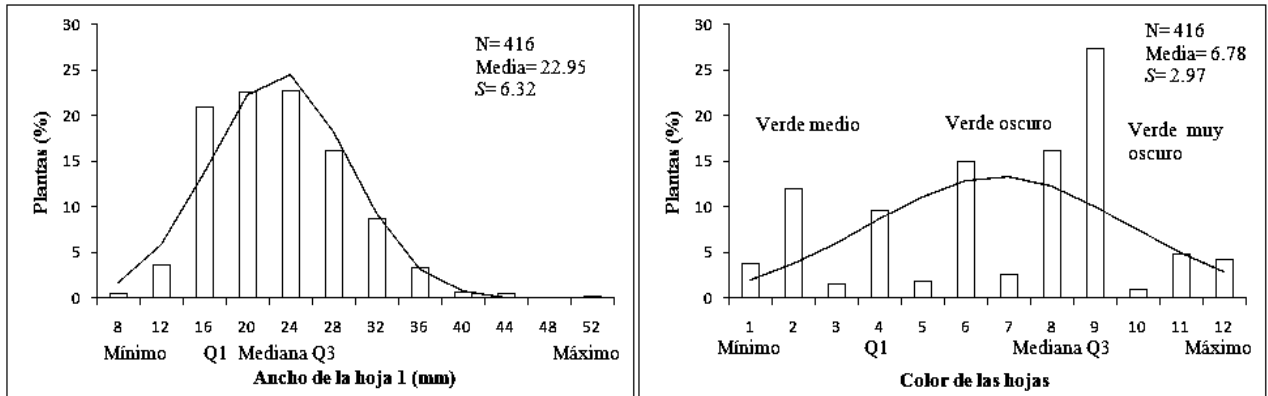 30
25
20
15
10
5
0
Plantas (%)
N= 416
Media= 22.95
S= 6.32
8 12 16 20 24 28 32 36 40 44 48 52
Mínimo Q1 Mediana Q3 Máximo
Ancho de la hoja 1 (mm)
30
25
20
15
10
5
0
Plantas (%)
N= 416
Media= 6.78
S= 2.97
Verde medio
Verde oscuro
Verde muy
oscuro
1 2 3 4 5 6 7 8 9 10 11 12
Mínimo Q1 Mediana Q3 Máximo
Color de las hojas